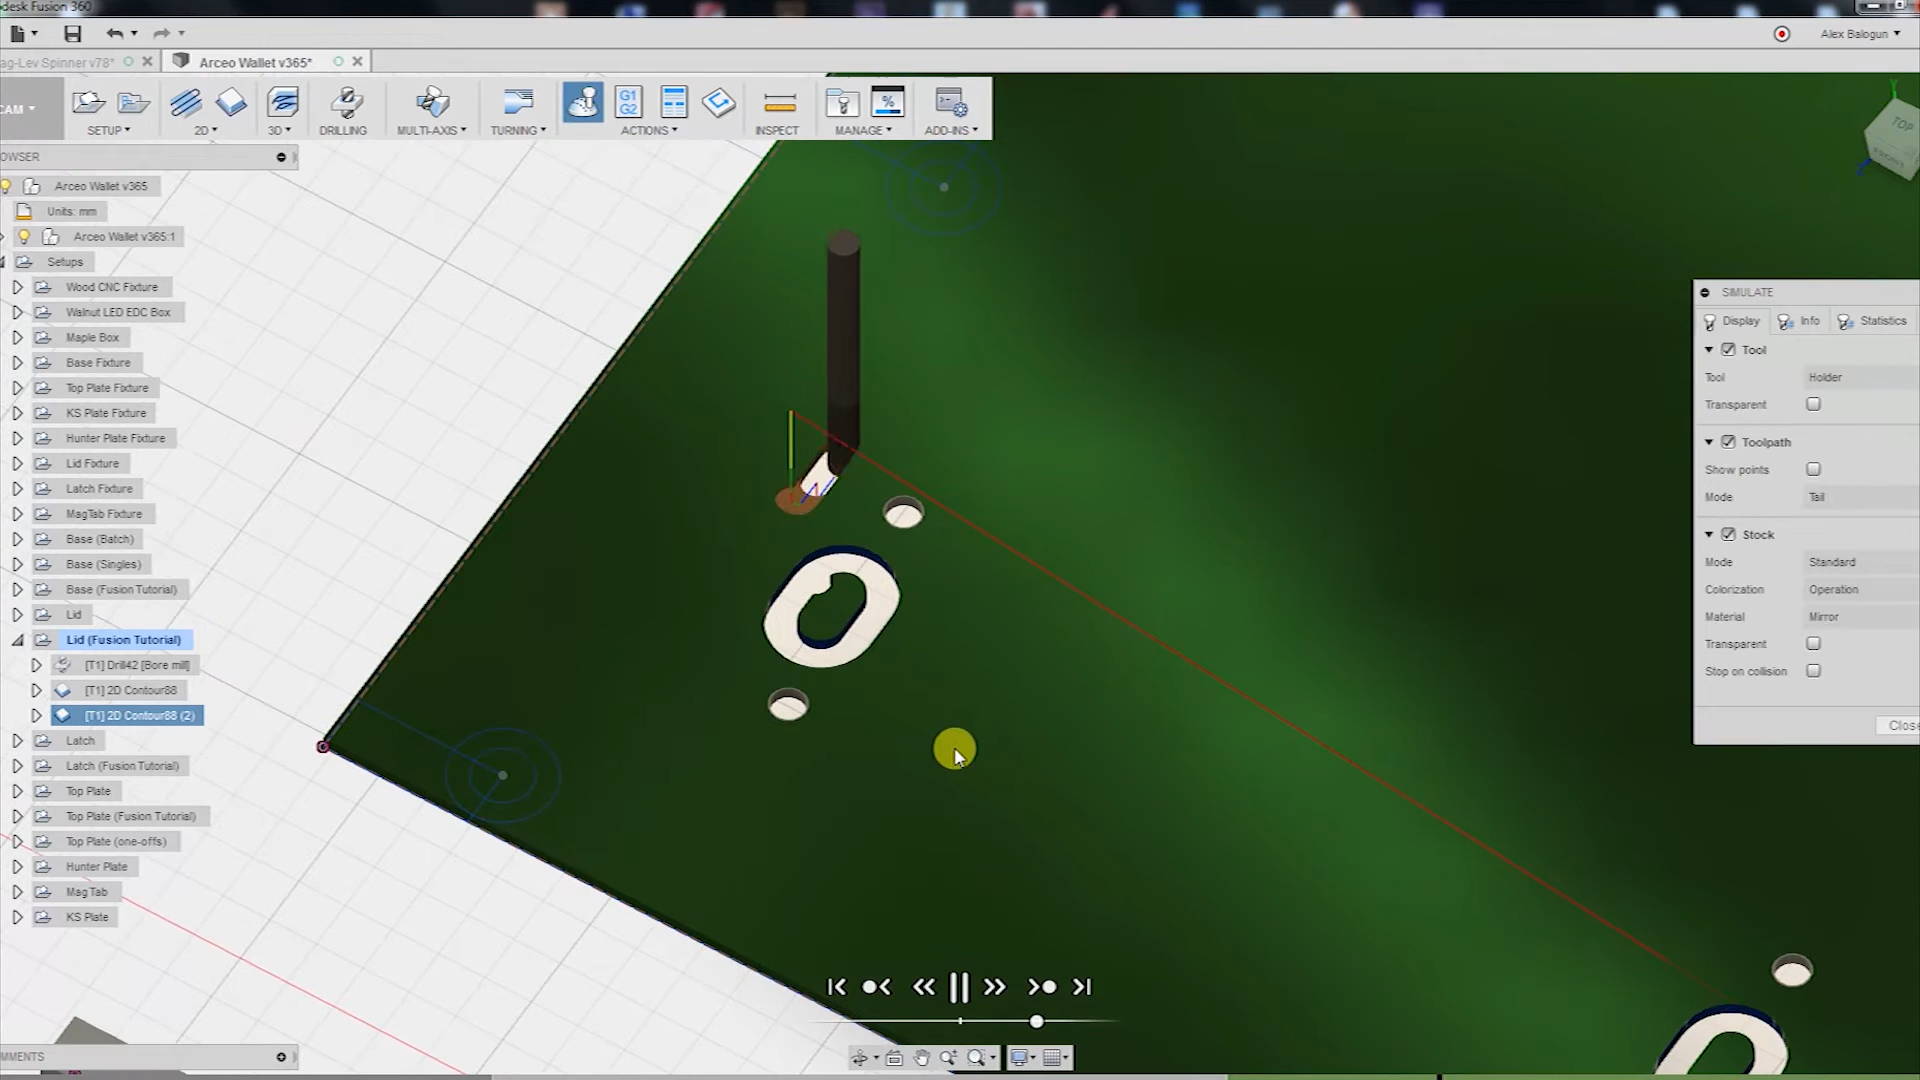 desk Fusion 360
Alex Balogun
ag-Lev Spinner v78*
Arceo Wallet v365*
CAM
SETUP
2D
3D
DRILLING
MULTI-AXIS
TURNING
G1
G2
ACTIONS
INSPECT
%
MANAGE
ADD-INS
TOP
FRONT
Y
Z
OWSER
Arceo Wallet v365
Units: mm
Arceo Wallet v365:1
Setups
Wood CNC Fixture
Walnut LED EDC Box
Maple Box
Base Fixture
Top Plate Fixture
KS Plate Fixture
Hunter Plate Fixture
Lid Fixture
Latch Fixture
MagTab Fixture
Base (Batch)
Base (Singles)
Base (Fusion Tutorial)
Lid
Lid (Fusion Tutorial)
[T1] Drill42 [Bore mill]
[T1] 2D Contour88
[T1] 2D Contour88 (2)
Latch
Latch (Fusion Tutorial)
Top Plate
Top Plate (Fusion Tutorial)
Top Plate (one-offs)
Hunter Plate
Mag Tab
KS Plate
MMENTS
SIMULATE
Display
Info
Statistics
Tool
Tool Holder
Transparent
Toolpath
Show points
Mode Tail
Stock
Mode Standard
Colorization Operation
Material Mirror
Transparent
Stop on collision
Close